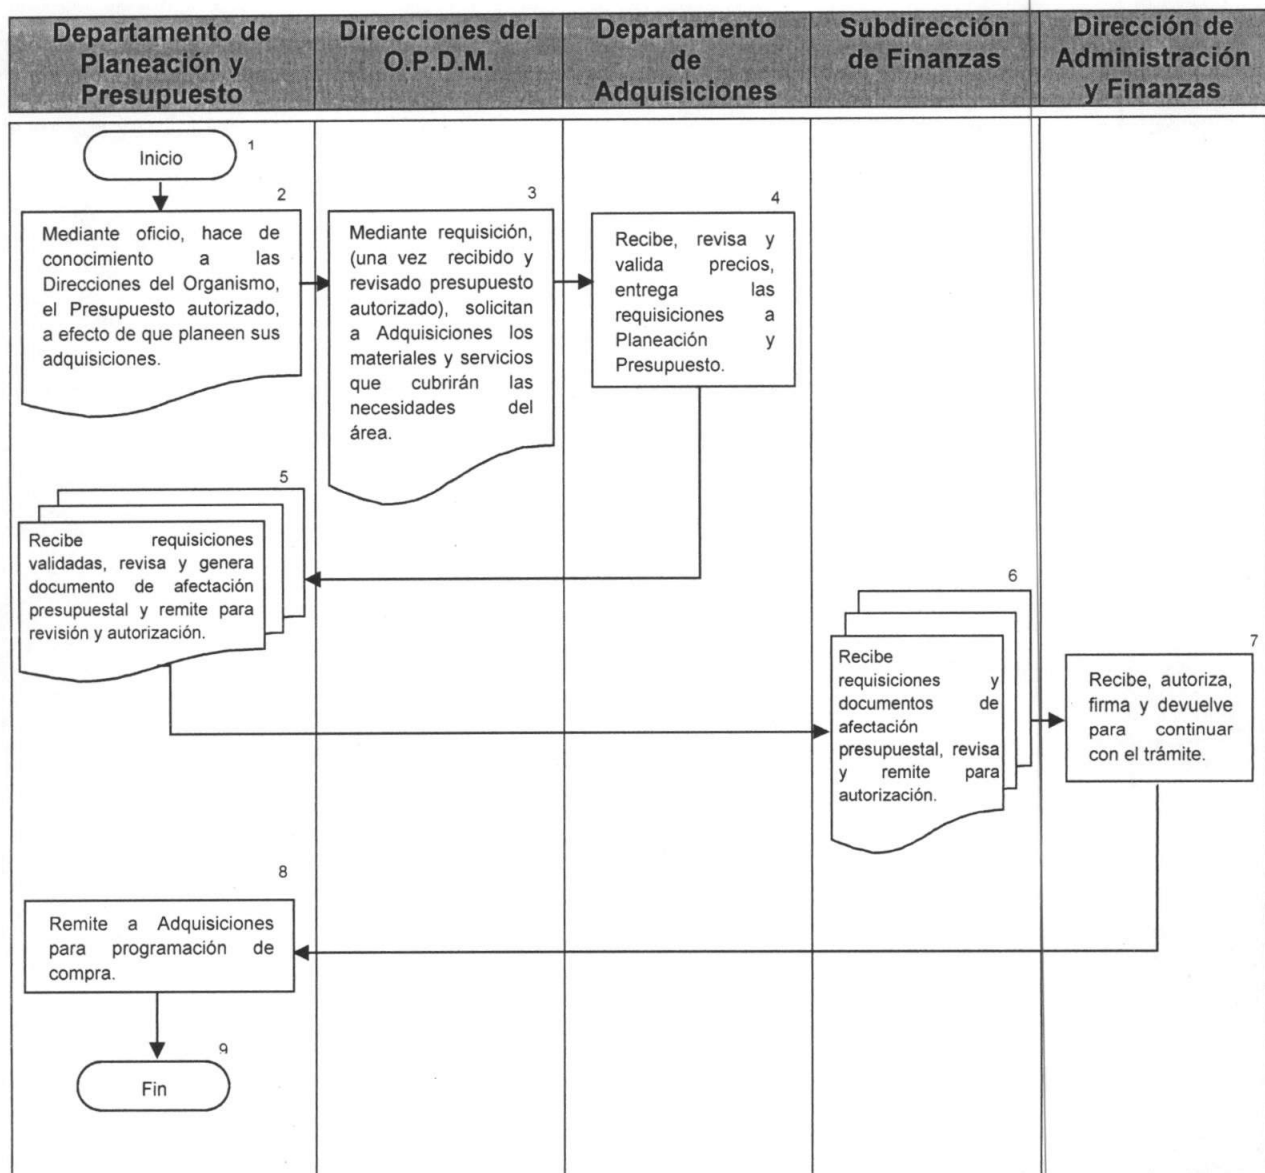 Departamento de
Planeación y
Presupuesto
Direcciones del
O.P.D.M.
Departamento
de
Adquisiciones
Subdirección
de Finanzas
Dirección de
Administración
y Finanzas
Inicio
1
2
Mediante oficio, hace de
conocimiento a las
Direcciones del Organismo,
el Presupuesto autorizado,
a efecto de que planeen sus
adquisiciones.
3
Mediante requisición,
(una vez recibido y
revisado presupuesto
autorizado), solicitan
a Adquisiciones los
materiales y servicios
que cubrirán las
necesidades del
área.
4
Recibe, revisa y
valida precios,
entrega las
requisiciones a
Planeación y
Presupuesto.
5
Recibe requisiciones
validadas, revisa y genera
documento de afectación
presupuestal y remite para
revisión y autorización.
6
Recibe
requisiciones y
documentos de
afectación
presupuestal, revisa
y remite para
autorización.
7
Recibe, autoriza,
firma y devuelve
para continuar
con el trámite.
8
Remite a Adquisiciones
para programación de
compra.
9
Fin